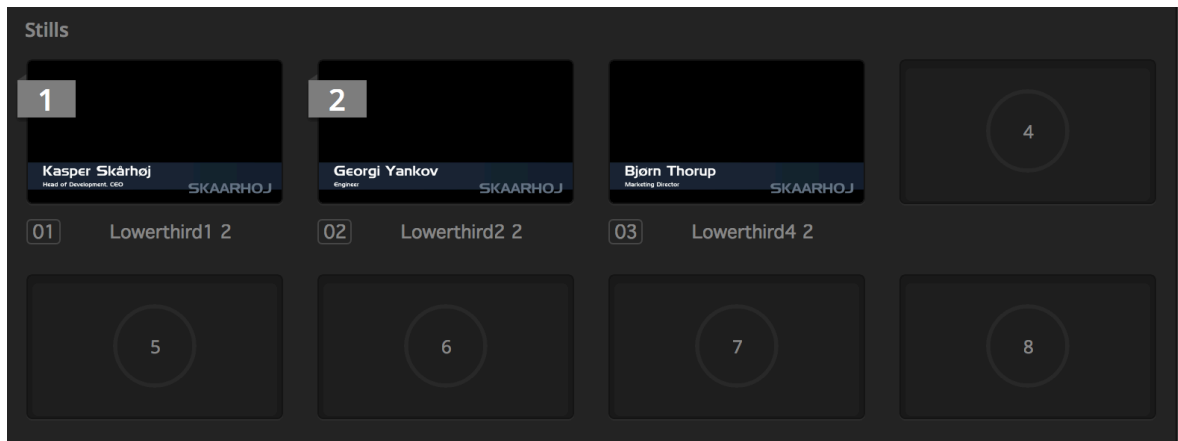 Stills
1
Kasper Skårhøj
Head of Development, CEO
SKAARHOJ
2
Georgi Yankov
Engineer
SKAARHOJ
Bjørn Thorup
Marketing Director
SKAARHOJ
4
01 Lowerthird1 2
02 Lowerthird2 2
03 Lowerthird4 2
5
6
7
8